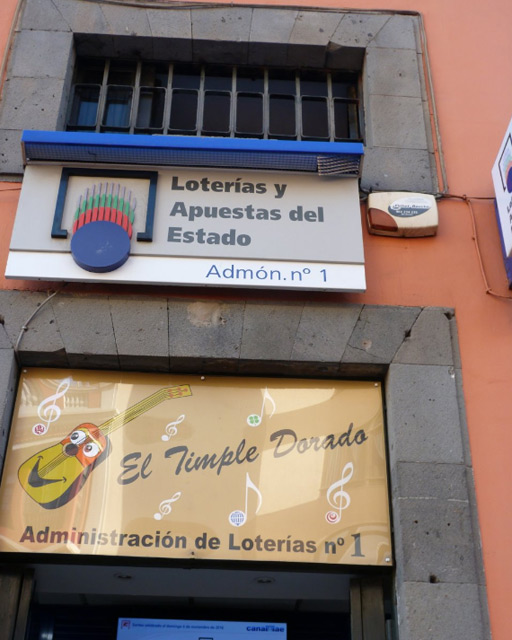 Loterías y
Apuestas del
Estado
Admón. nº 1
El Timple Dorado
Administración de Loterías nº 1